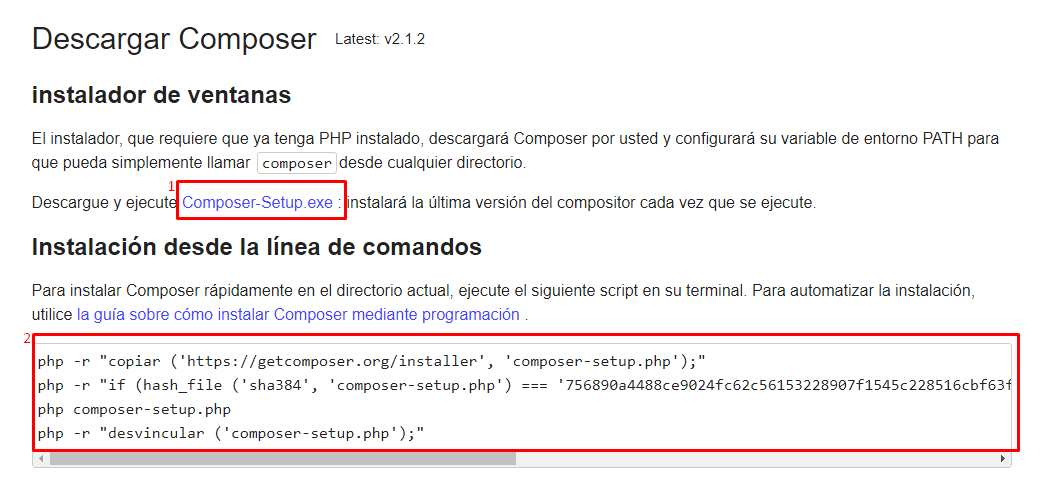 Descargar Composer Latest: v2.1.2
instalador de ventanas
El instalador, que requiere que ya tenga PHP instalado, descargará Composer por usted y configurará su variable de entorno PATH para
que pueda simplemente llamar composer desde cualquier directorio.
1
Descargue y ejecute Composer-Setup.exe : instalará la última versión del compositor cada vez que se ejecute.
Instalación desde la línea de comandos
Para instalar Composer rápidamente en el directorio actual, ejecute el siguiente script en su terminal. Para automatizar la instalación,
utilice la guía sobre cómo instalar Composer mediante programación .
2
php -r "copiar ('https://getcomposer.org/installer', 'composer-setup.php');"
php -r "if (hash_file ('sha384', 'composer-setup.php') === '756890a4488ce9024fc62c56153228907f1545c228516cbf63f
php composer-setup.php
php -r "desvincular ('composer-setup.php');"